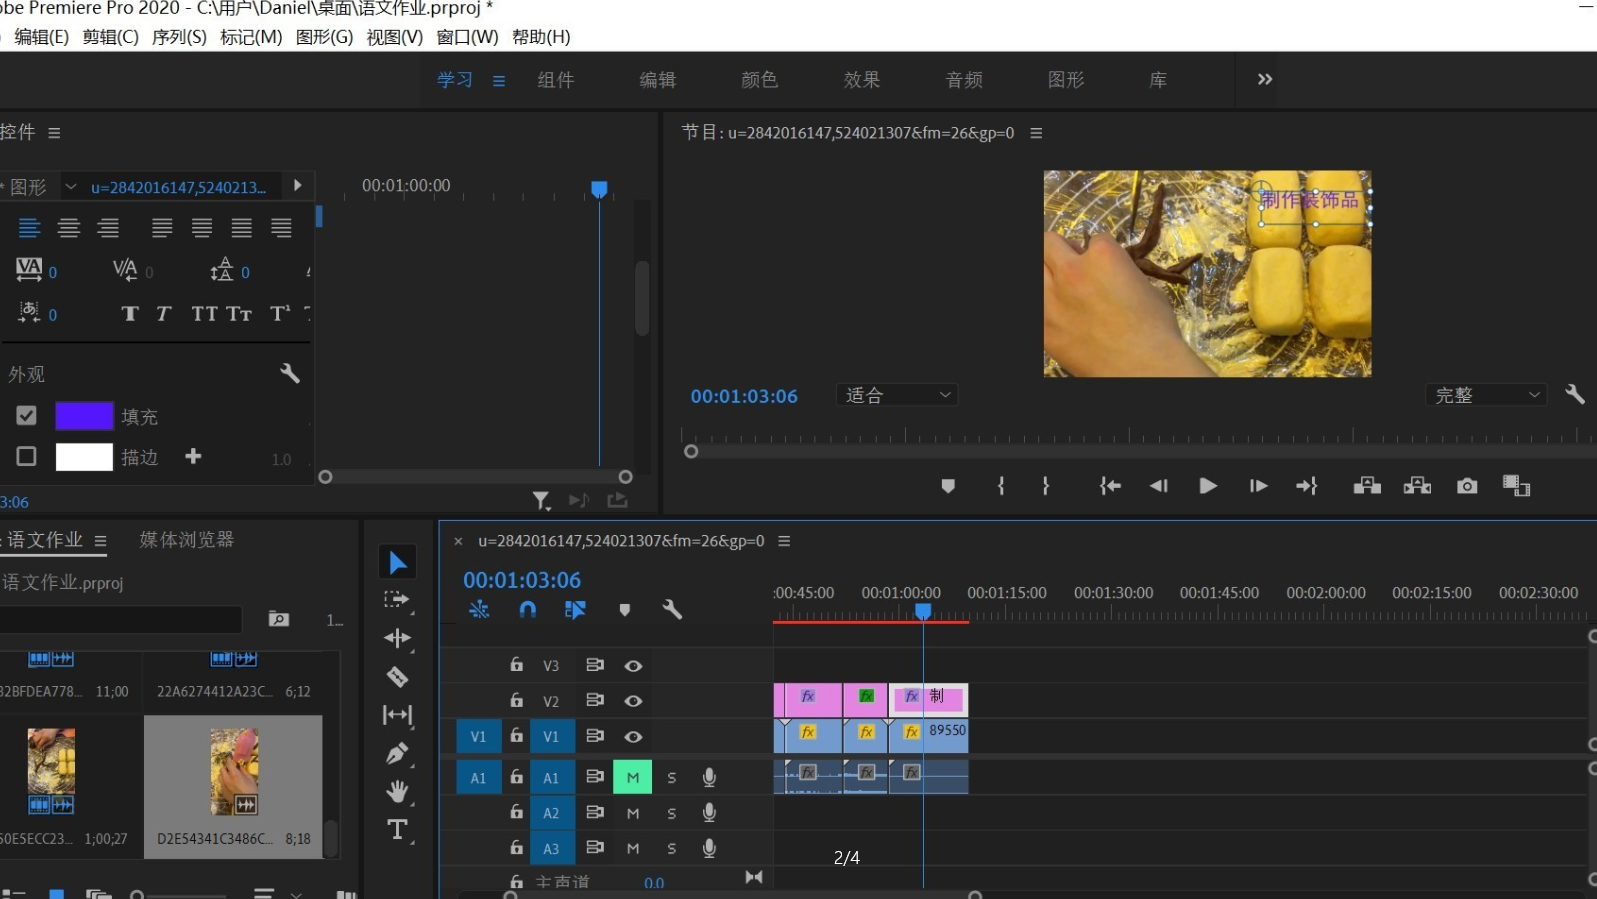 obe Premiere Pro 2020 - C:\用户\Daniel\桌面\语文作业.prproj *
编辑(E) 剪辑(C) 序列(S) 标记(M) 图形(G) 视图(V) 窗口(W) 帮助(H)
学习 组件 编辑 颜色 效果 音频 图形 库
控件
节目: u=2842016147,524021307&fm=26&gp=0
* 图形 u=2842016147,5240213...
00:01:00:00
制作装饰品
VA 0 V/A 0 A 0
あ 0 T T TT Tт T¹
外观
填充
描边 1.0
3:06
00:01:03:06 适合 完整
: 语文作业 媒体浏览器
语文作业.prproj
1...
32BFDEA778... 11;00 22A6274412A23C... 6;12
50E5ECC23... 1;00;27 D2E54341C3486C... 8;18
× u=2842016147,524021307&fm=26&gp=0
00:01:03:06
:00:45:00 00:01:00:00 00:01:15:00 00:01:30:00 00:01:45:00 00:02:00:00 00:02:15:00 00:02:30:00
V3
V2 fx fx fx 制
V1 V1 fx fx fx 89550
A1 A1 M S fx fx fx
A2 M S
A3 M S
2/4
主声道 0.0